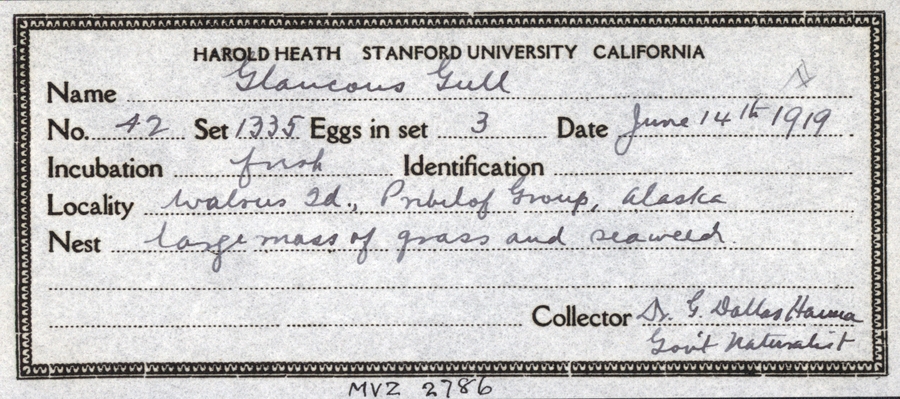 HAROLD HEATH STANFORD UNIVERSITY CALIFORNIA
Name Glaucous Gull
No. 42 Set 1335 Eggs in set 3 Date June 14th 1919.
Incubation fresh Identification
Locality Walrus Id., Pribilof Group, Alaska
Nest large mass of grass and seaweed.
Collector Dr. G. Dallas Hanna
Gov't Naturalist
MVZ 2786